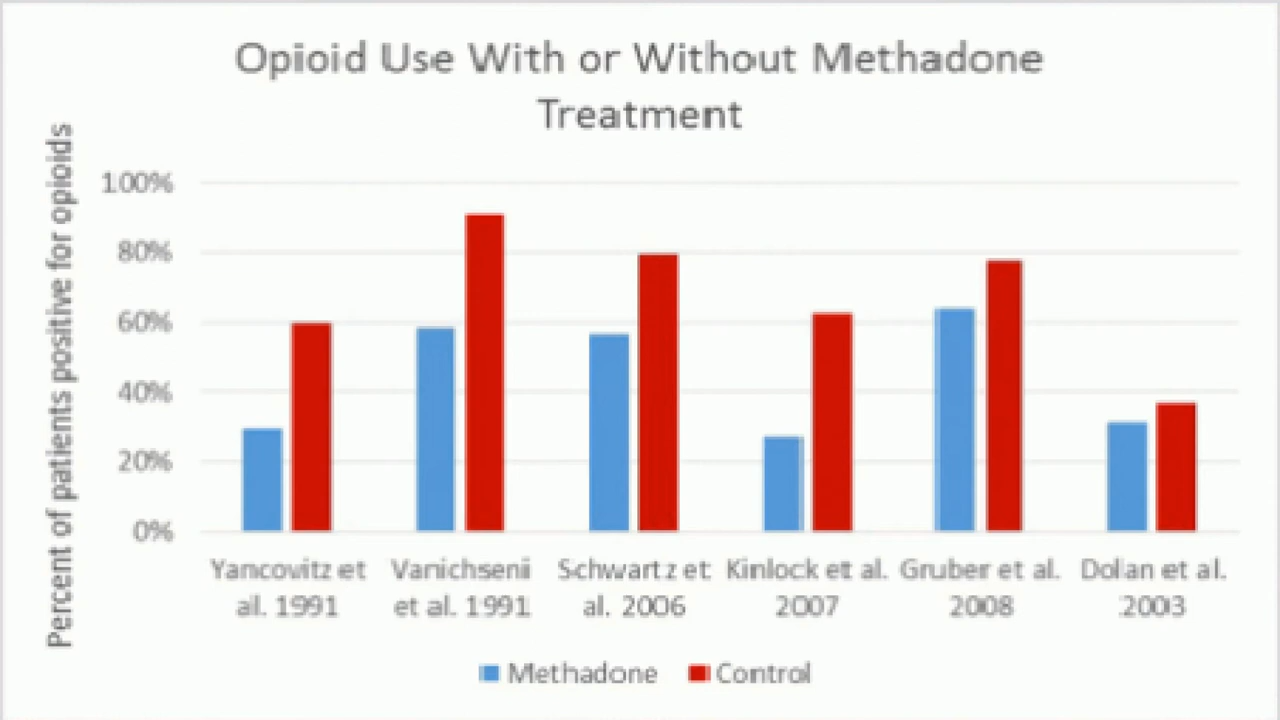 Opioid Use With or Without Methadone
Treatment
Percent of patients positive for opioids
100%
80%
60%
40%
20%
0%
Yancovitz et
al. 1991
Vanichseni
et al. 1991
Schwartz et
al. 2006
Kinlock et al.
2007
Gruber et al.
2008
Dolan et al.
2003
Methadone
Control